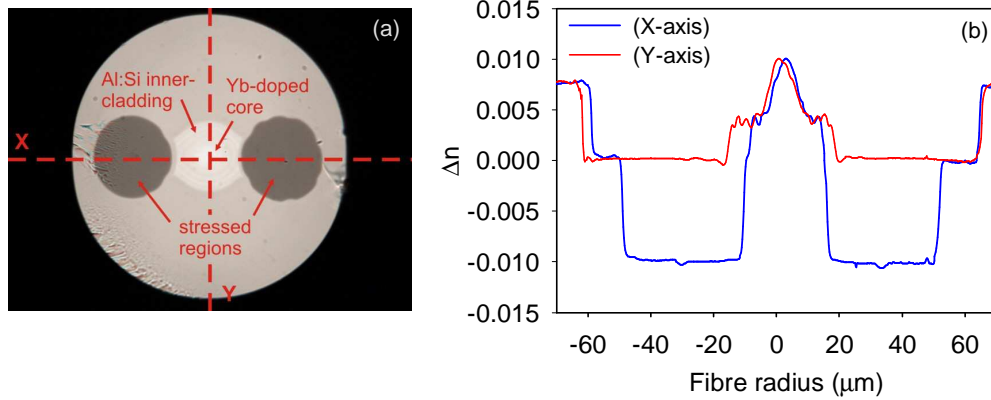 (a)
Al:Si inner-
cladding
Yb-doped
core
X
stressed
regions
Y
(b)
(X-axis)
(Y-axis)
0.015
0.010
0.005
0.000
-0.005
-0.010
-0.015
Δn
-60 -40 -20 0 20 40 60
Fibre radius (μm)